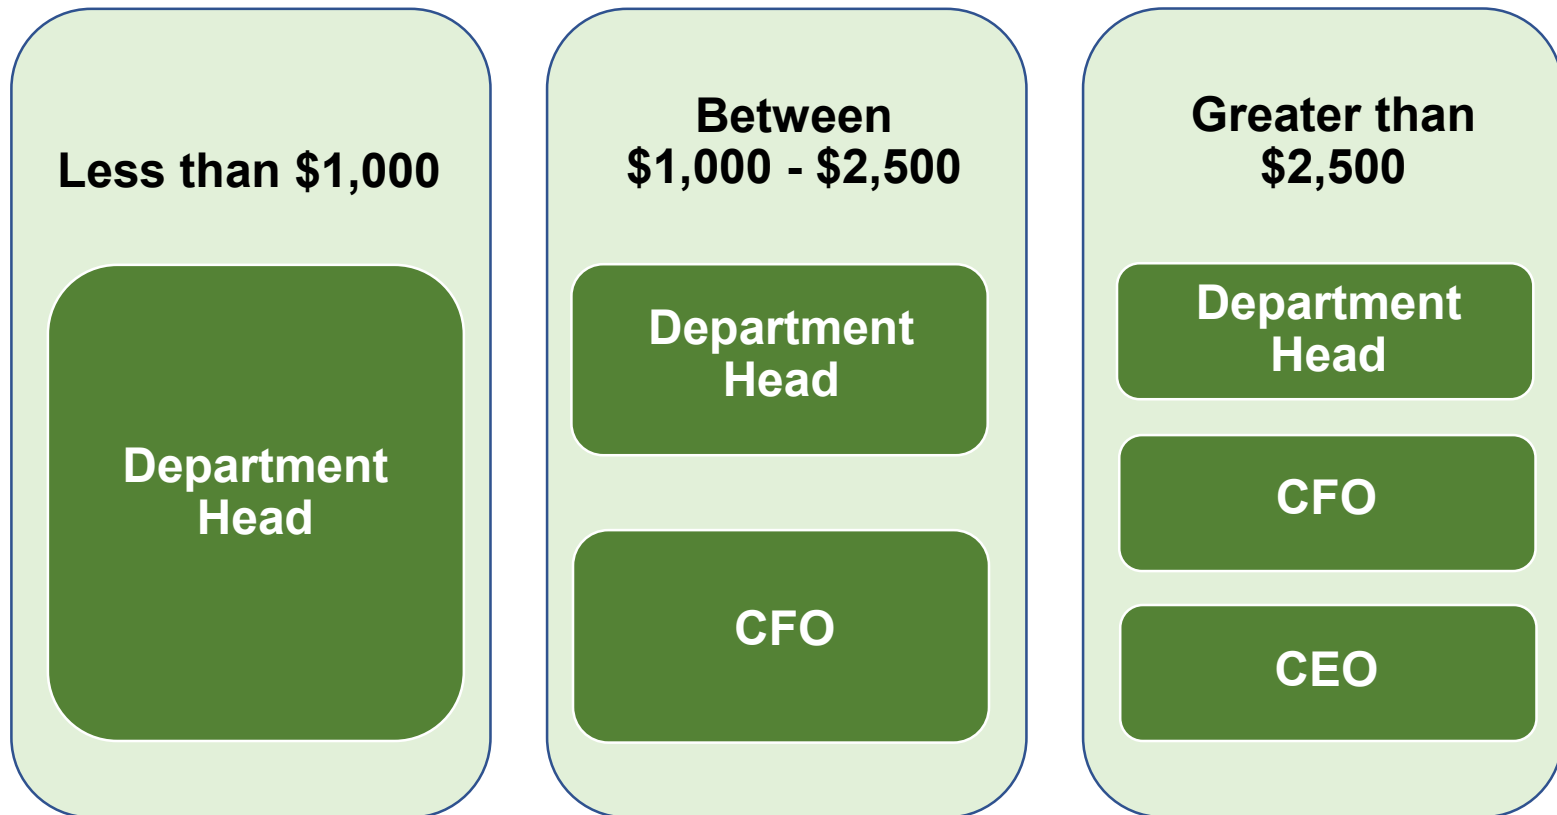 Less than $1,000
Department
Head
Between
$1,000 - $2,500
Department
Head
CFO
Greater than
$2,500
Department
Head
CFO
CEO